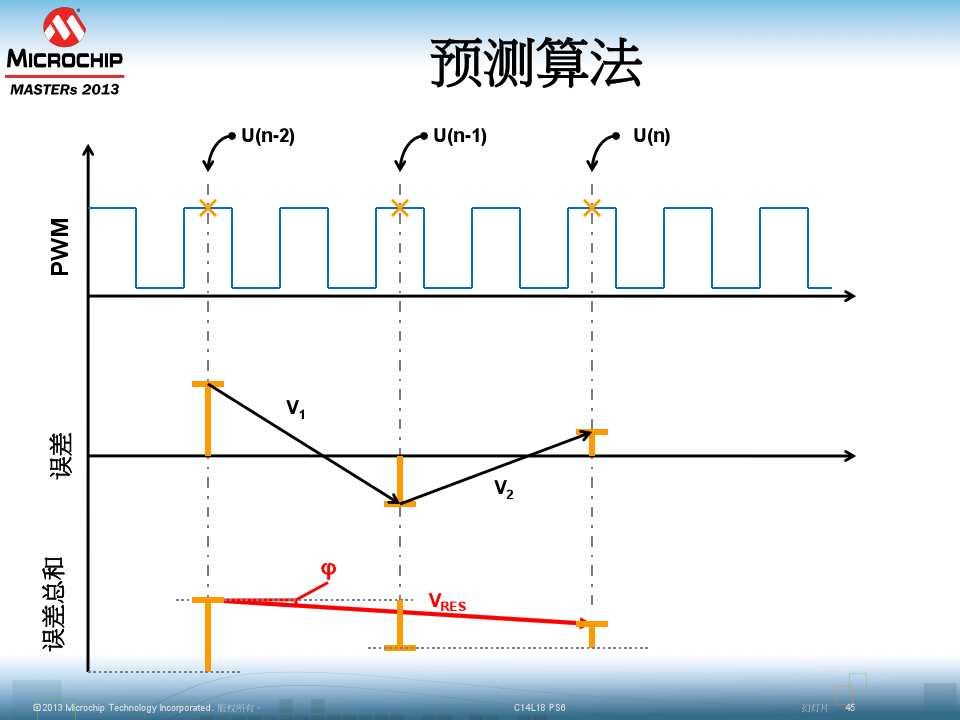 MICROCHIP
MASTERs 2013
预测算法
U(n-2)
U(n-1)
U(n)
PWM
误差
V1
V2
误差总和
φ
VRES
©2013 Microchip Technology Incorporated. 版权所有。
C14L18 PS6
幻灯片 45